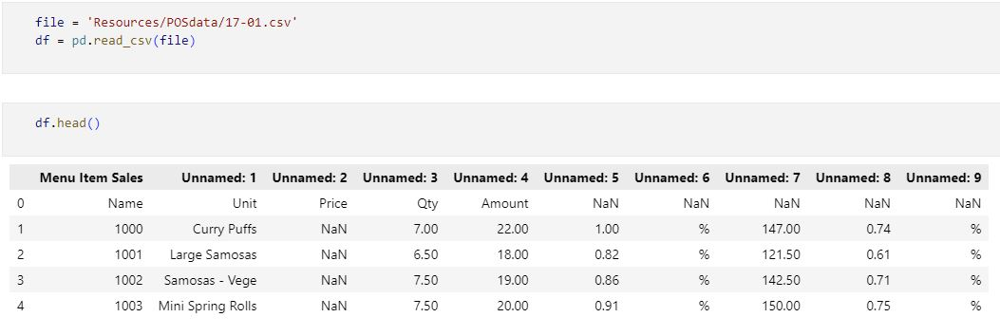 file = 'Resources/POSdata/17-01.csv'
df = pd.read_csv(file)
df.head()
Menu Item Sales Unnamed: 1 Unnamed: 2 Unnamed: 3 Unnamed: 4 Unnamed: 5 Unnamed: 6 Unnamed: 7 Unnamed: 8 Unnamed: 9
0 Name Unit Price Qty Amount NaN NaN NaN NaN NaN
1 1000 Curry Puffs NaN 7.00 22.00 1.00 % 147.00 0.74 %
2 1001 Large Samosas NaN 6.50 18.00 0.82 % 121.50 0.61 %
3 1002 Samosas - Vege NaN 7.50 19.00 0.86 % 142.50 0.71 %
4 1003 Mini Spring Rolls NaN 7.50 20.00 0.91 % 150.00 0.75 %